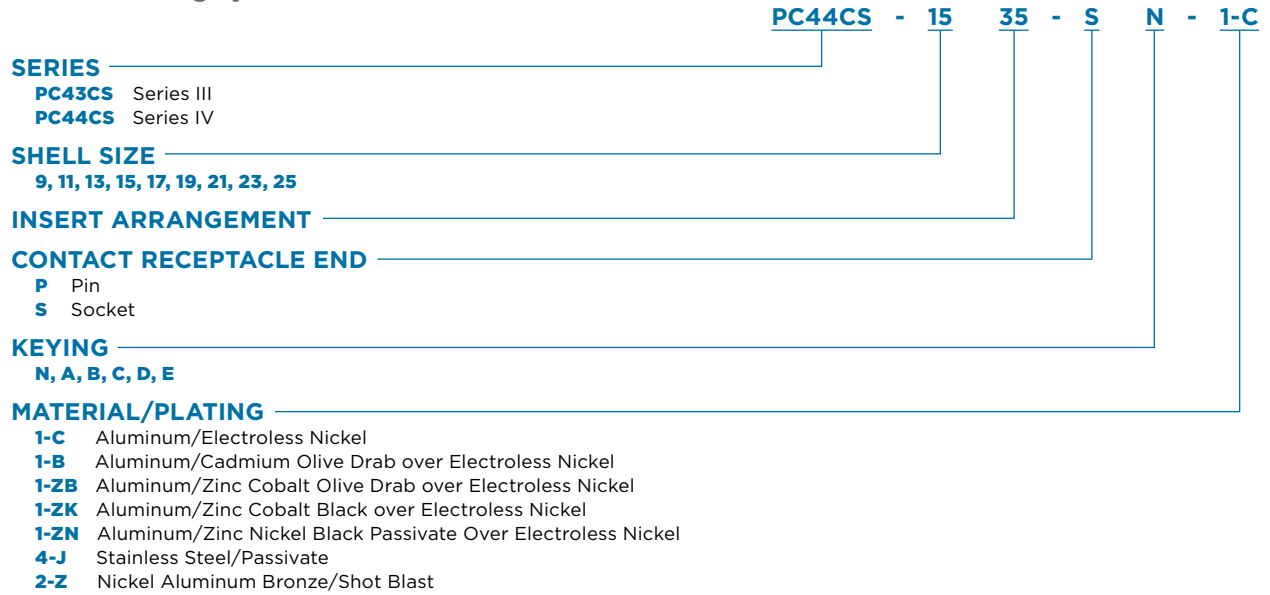 PC44CS - 15 35 - S N - 1-C
SERIES
PC43CS Series III
PC44CS Series IV
SHELL SIZE
9, 11, 13, 15, 17, 19, 21, 23, 25
INSERT ARRANGEMENT
CONTACT RECEPTACLE END
P Pin
S Socket
KEYING
N, A, B, C, D, E
MATERIAL/PLATING
1-C Aluminum/Electroless Nickel
1-B Aluminum/Cadmium Olive Drab over Electroless Nickel
1-ZB Aluminum/Zinc Cobalt Olive Drab over Electroless Nickel
1-ZK Aluminum/Zinc Cobalt Black over Electroless Nickel
1-ZN Aluminum/Zinc Nickel Black Passivate Over Electroless Nickel
4-J Stainless Steel/Passivate
2-Z Nickel Aluminum Bronze/Shot Blast